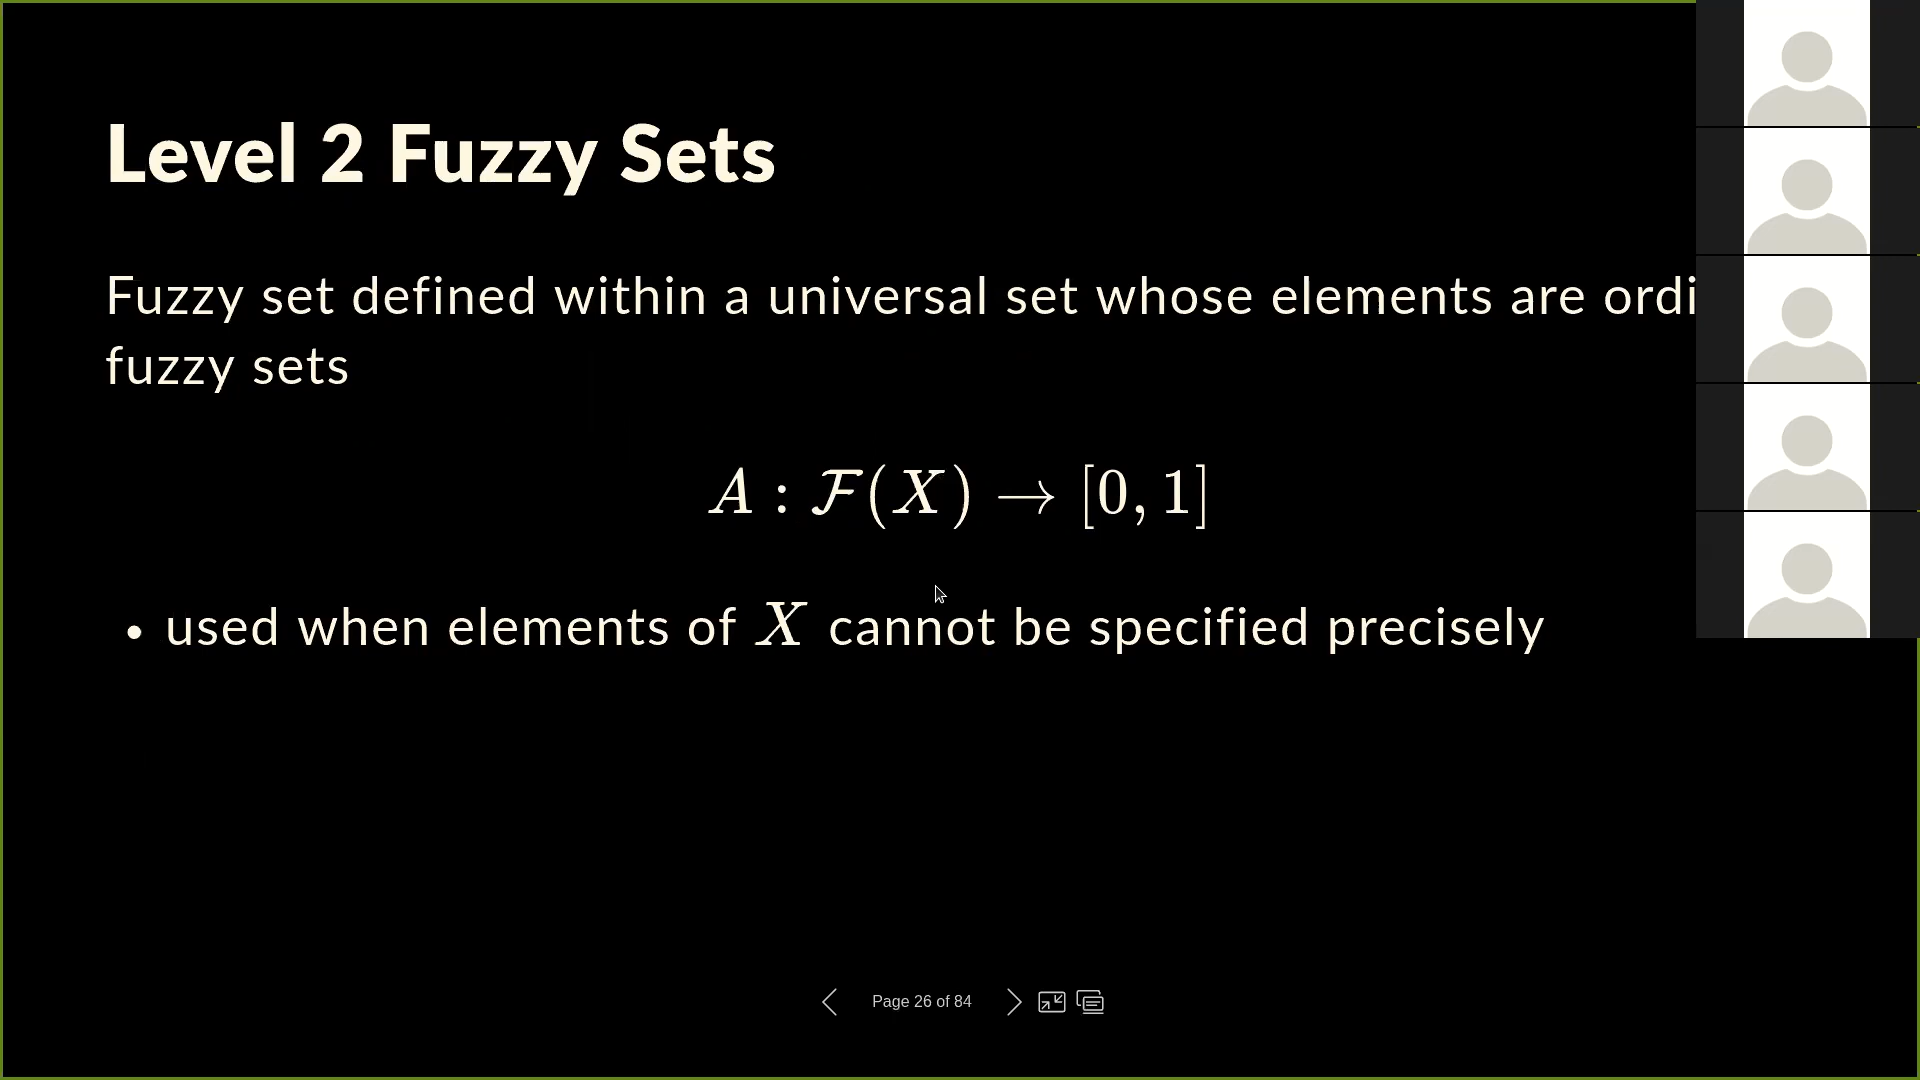 Level 2 Fuzzy Sets
Fuzzy set defined within a universal set whose elements are ordi
fuzzy sets
A : ℱ(X) → [0, 1]
• used when elements of X cannot be specified precisely
Page 26 of 84